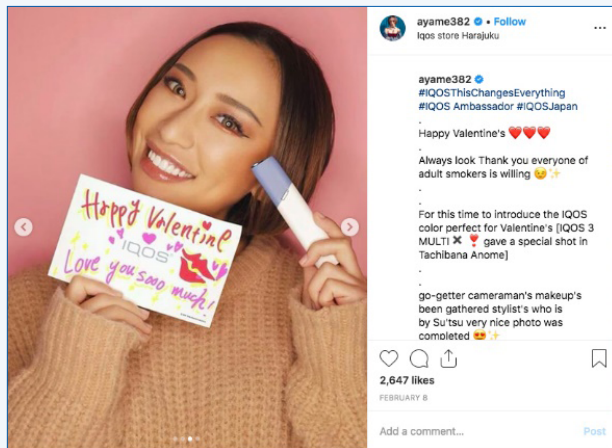 Happy Valentine
IQOS
Love you sooo much!
ayame382 • Follow
Iqos store Harajuku
ayame382
#IQOSThisChangesEverything
#IQOS Ambassador #IQOSJapan
.
Happy Valentine's ❤️❤️❤️
.
Always look Thank you everyone of
adult smokers is willing 😉✨
.
.
For this time to introduce the IQOS
color perfect for Valentine's [IQOS 3
MULTI ✖ ❣️ gave a special shot in
Tachibana Anome]
.
.
go-getter cameraman's makeup's
been gathered stylist's who is
by Su'tsu very nice photo was
completed 😍✨
2,647 likes
FEBRUARY 8
Add a comment...
Post